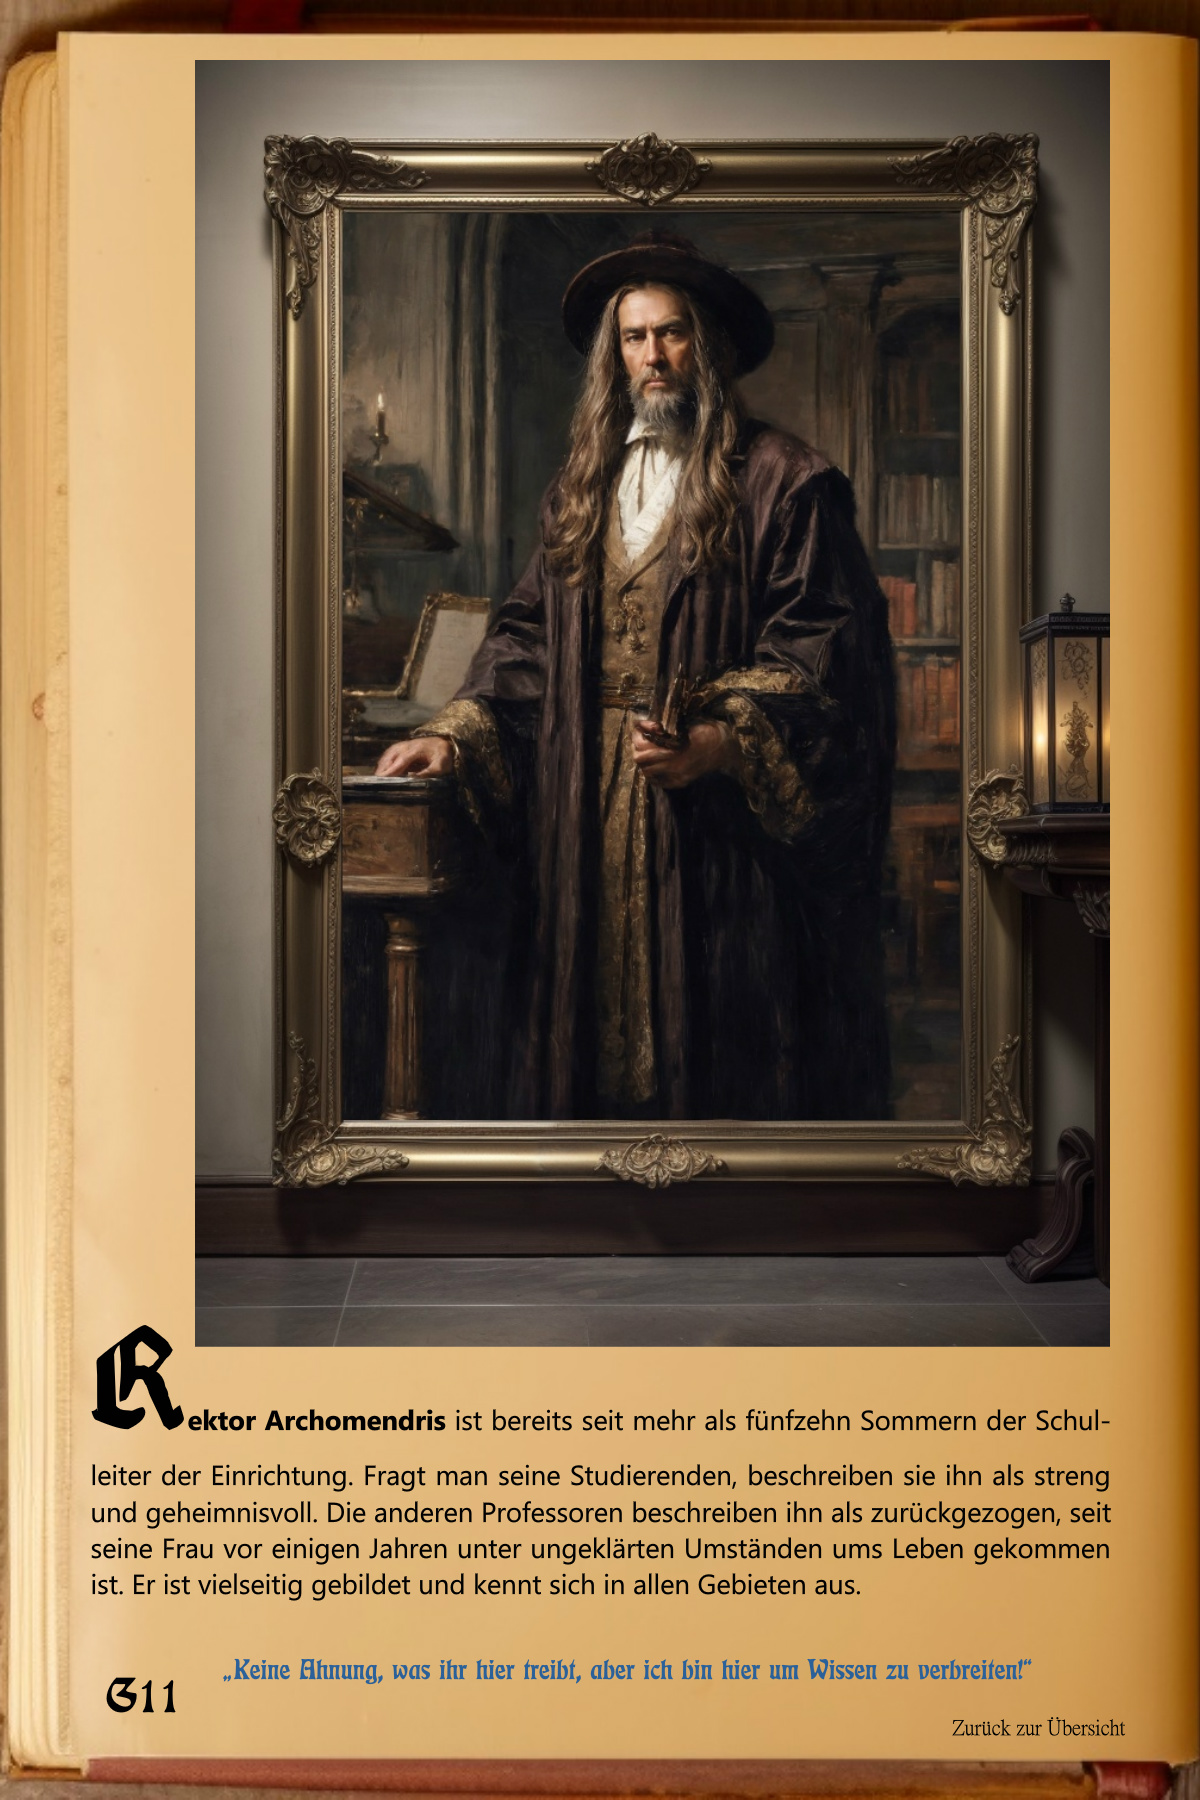 Rektor Archomendris ist bereits seit mehr als fünfzehn Sommern der Schul-
leiter der Einrichtung. Fragt man seine Studierenden, beschreiben sie ihn als streng
und geheimnisvoll. Die anderen Professoren beschreiben ihn als zurückgezogen, seit
seine Frau vor einigen Jahren unter ungeklärten Umständen ums Leben gekommen
ist. Er ist vielseitig gebildet und kennt sich in allen Gebieten aus.
„Keine Ahnung, was ihr hier treibt, aber ich bin hier um Wissen zu verbreiten!“
G11
Zurück zur Übersicht